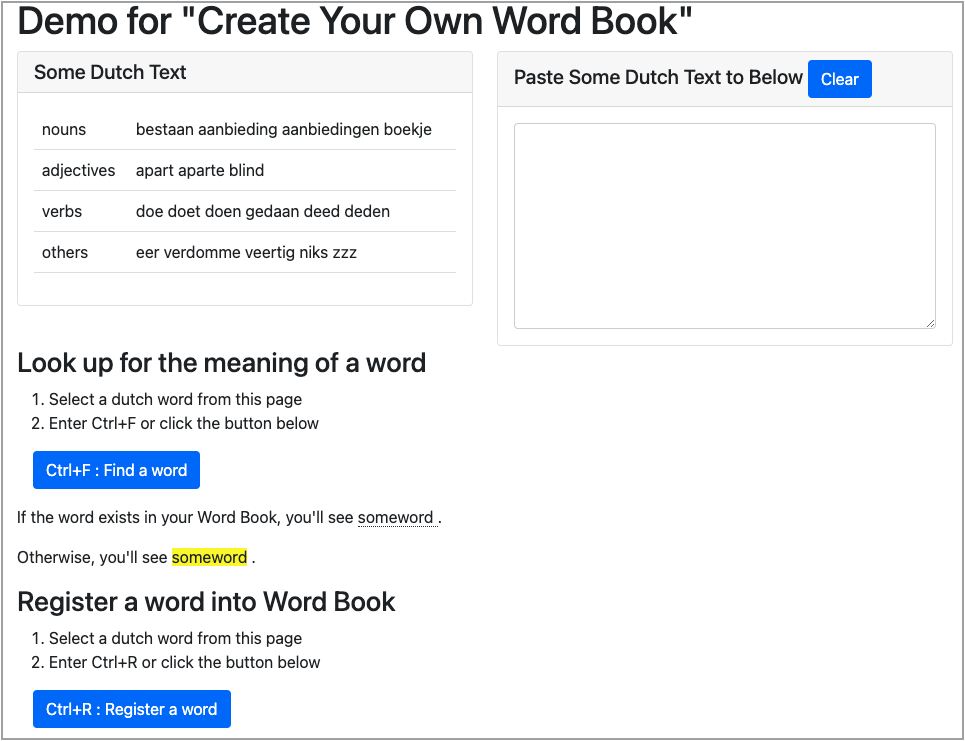 Demo for "Create Your Own Word Book"
Some Dutch Text
nouns bestaan aanbieding aanbiedingen boekje
adjectives apart aparte blind
verbs doe doet doen gedaan deed deden
others eer verdomme veertig niks zzz
Paste Some Dutch Text to Below Clear
Look up for the meaning of a word
1. Select a dutch word from this page
2. Enter Ctrl+F or click the button below
Ctrl+F : Find a word
If the word exists in your Word Book, you'll see someword .
Otherwise, you'll see someword .
Register a word into Word Book
1. Select a dutch word from this page
2. Enter Ctrl+R or click the button below
Ctrl+R : Register a word